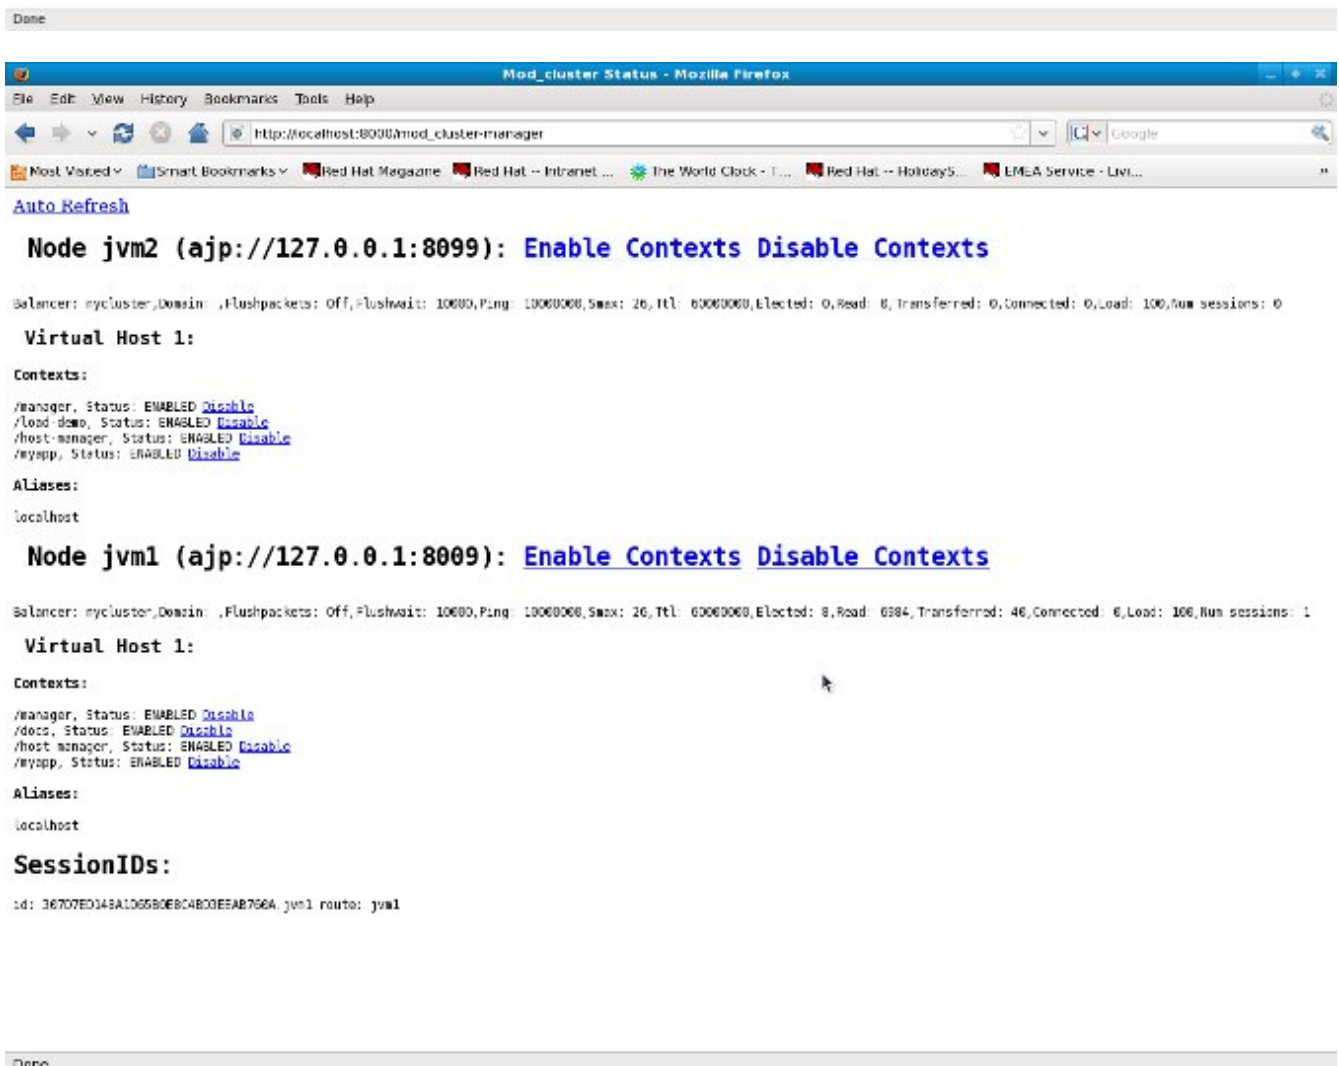 Done
Mod_cluster Status - Mozilla Firefox
File Edit View History Bookmarks Tools Help
http://localhost:8000/mod_cluster-manager
Google
Most Visited Smart Bookmarks Red Hat Magazine Red Hat -- Intranet ... The World Clock - T... Red Hat -- HolidayS... EMEA Service - Livi...
Auto Refresh
Node jvm2 (ajp://127.0.0.1:8099): Enable Contexts Disable Contexts
Balancer: mycluster,Domain: ,Flushpackets: Off,Flushwait: 10000,Ping: 10000000,Smax: 26,Ttl: 60000000,Elected: 0,Read: 0,Transferred: 0,Connected: 0,Load: 100,Num sessions: 0
Virtual Host 1:
Contexts:
/manager, Status: ENABLED Disable
/load-demo, Status: ENABLED Disable
/host-manager, Status: ENABLED Disable
/myapp, Status: ENABLED Disable
Aliases:
localhost
Node jvm1 (ajp://127.0.0.1:8009): Enable Contexts Disable Contexts
Balancer: mycluster,Domain: ,Flushpackets: Off,Flushwait: 10000,Ping: 10000000,Smax: 26,Ttl: 60000000,Elected: 8,Read: 6984,Transferred: 46,Connected: 0,Load: 100,Num sessions: 1
Virtual Host 1:
Contexts:
/manager, Status: ENABLED Disable
/docs, Status: ENABLED Disable
/host-manager, Status: ENABLED Disable
/myapp, Status: ENABLED Disable
Aliases:
localhost
SessionIDs:
id: route: jvm1
Done